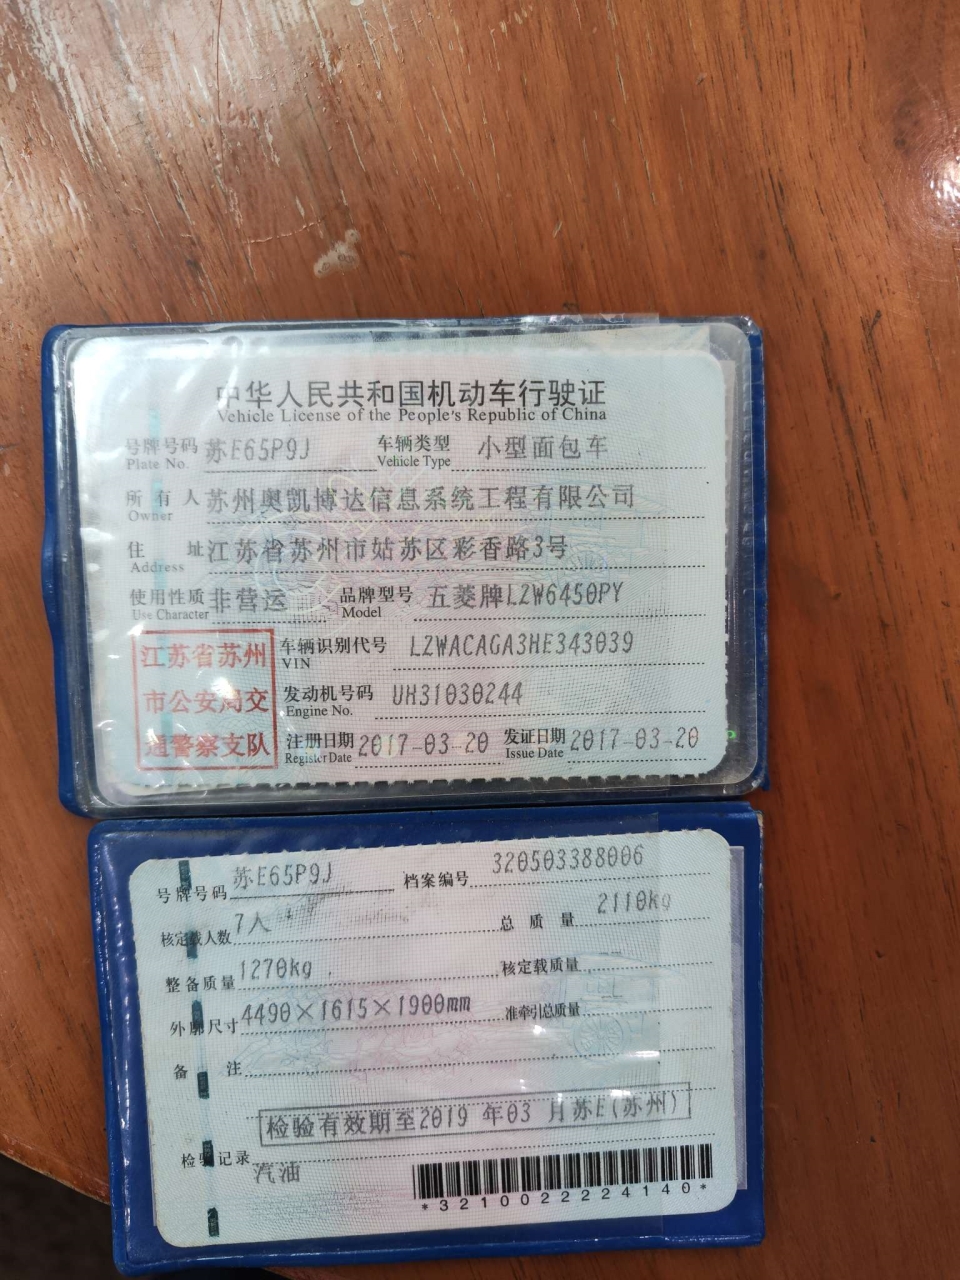 中华人民共和国机动车行驶证
Vehicle License of the People's Republic of China
号牌号码 苏E65P9J 车辆类型 小型面包车
Plate No. Vehicle Type
所有人 苏州奥凯博达信息系统工程有限公司
Owner
住址 江苏省苏州市姑苏区彩香路3号
Address
使用性质 非营运 品牌型号 五菱牌LZW6450PY
Use Character Model
江苏省苏州
市公安局交
通警察支队
车辆识别代号 LZWACAGA3HE343039
VIN
发动机号码 UH31030244
Engine No.
注册日期 2017-03-20 发证日期 2017-03-20
Register Date Issue Date
号牌号码 苏E65P9J 档案编号 320503388006
核定载人数 7人 总质量 2110kg
整备质量 1270kg 核定载质量
外廓尺寸 4490×1615×1900mm 准牵引总质量
备注
检验有效期至2019 年03 月苏E(苏州)
检验记录
汽油
*3210022224140*